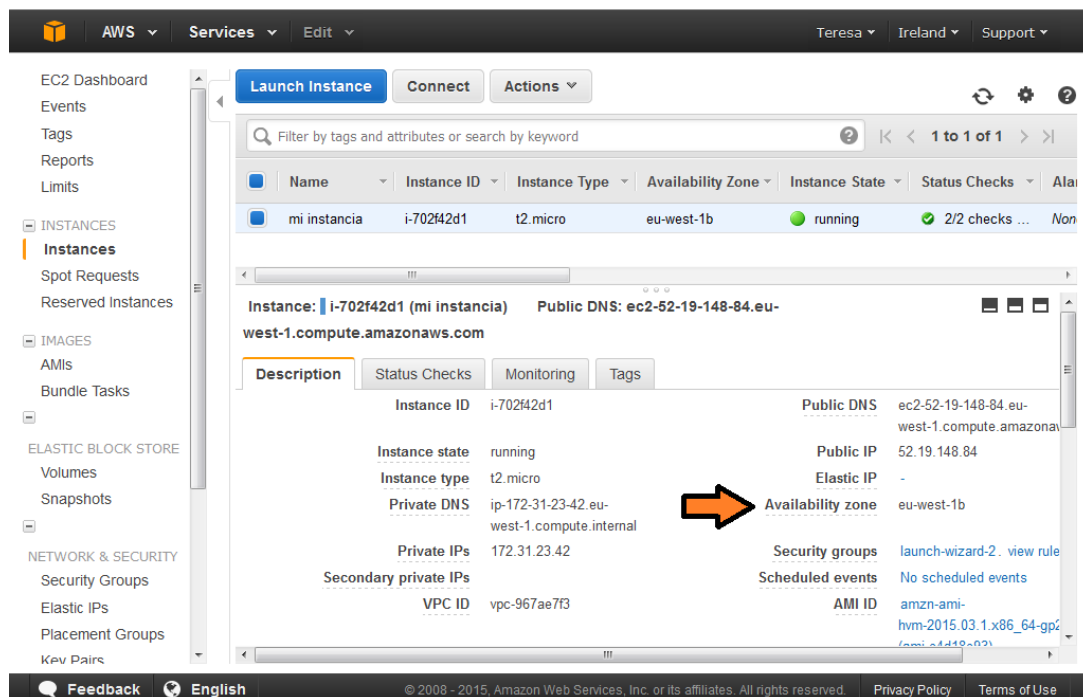 AWS Services Edit Teresa Ireland Support
EC2 Dashboard
Events
Tags
Reports
Limits
INSTANCES
Instances
Spot Requests
Reserved Instances
IMAGES
AMIs
Bundle Tasks
ELASTIC BLOCK STORE
Volumes
Snapshots
NETWORK & SECURITY
Security Groups
Elastic IPs
Placement Groups
Key Pairs
Launch Instance Connect Actions
Filter by tags and attributes or search by keyword 1 to 1 of 1
Name Instance ID Instance Type Availability Zone Instance State Status Checks Alar
mi instancia i-702f42d1 t2.micro eu-west-1b running 2/2 checks ... Non
Instance: i-702f42d1 (mi instancia) Public DNS: ec2-52-19-148-84.eu-
west-1.compute.amazonaws.com
Description Status Checks Monitoring Tags
Instance ID i-702f42d1 Public DNS ec2-52-19-148-84.eu-
west-1.compute.amazonav
Instance state running Public IP 52.19.148.84
Instance type t2.micro Elastic IP -
Private DNS ip-172-31-23-42.eu- Availability zone eu-west-1b
west-1.compute.internal
Private IPs 172.31.23.42 Security groups launch-wizard-2. view rule
Secondary private IPs Scheduled events No scheduled events
VPC ID vpc-967ae7f3 AMI ID amzn-ami-
hvm-2015.03.1.x86_64-gp2
(ami-e4d18e93)
Feedback English © 2008 - 2015, Amazon Web Services, Inc. or its affiliates. All rights reserved. Privacy Policy Terms of Use